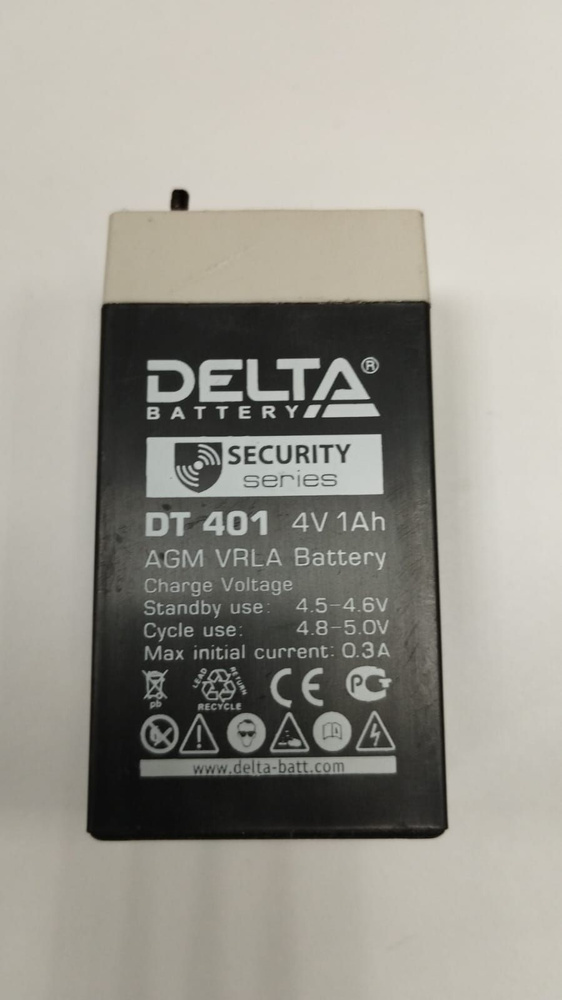 DELTA®
BATTERY
SECURITY
series
DT 401 4V 1Ah
AGM VRLA Battery
Charge Voltage
Standby use: 4.5-4.6V
Cycle use: 4.8-5.0V
Max initial current: 0.3A
Pb
LEAD
RETURN
RECYCLE
CE
РСТ
www.delta-batt.com